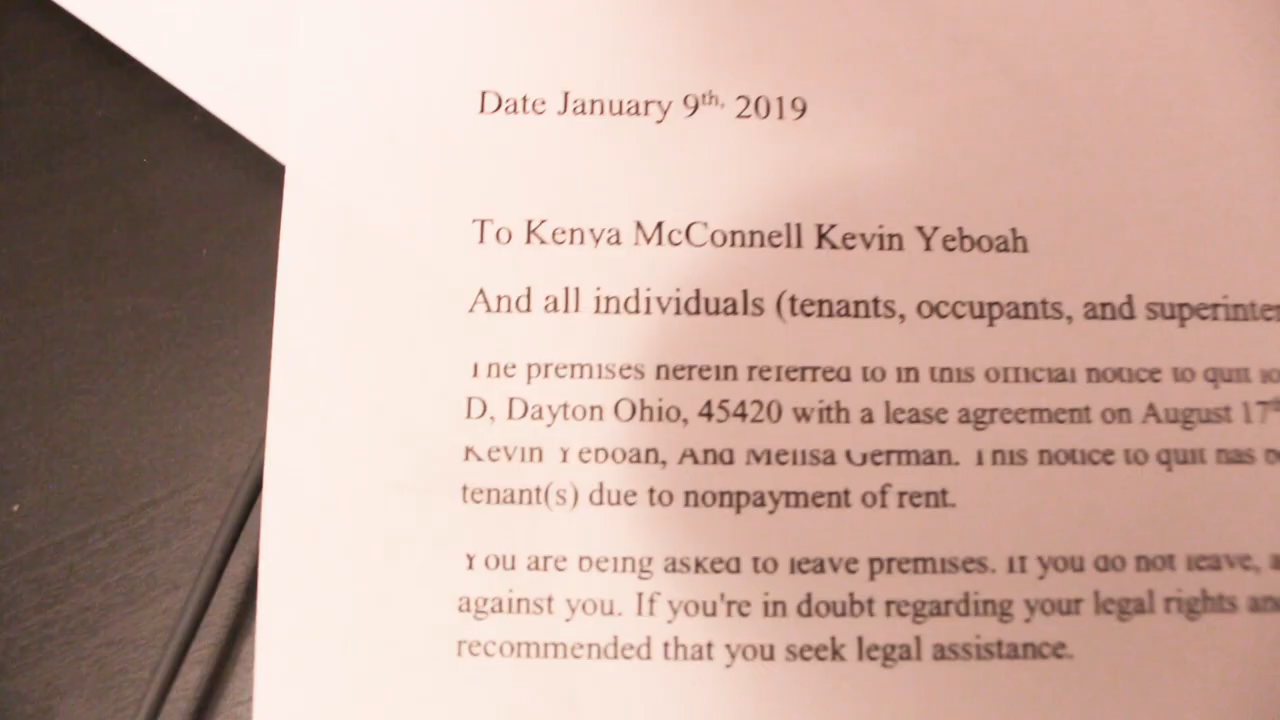 Date January 9th, 2019
To Kenya McConnell Kevin Yeboah
And all individuals (tenants, occupants, and
The premises herein referred to in this official notice to quit
D, Dayton Ohio, 45420 with a lease agreement on August 17th
Kevin Yeboah, And Melisa German. This notice to quit has
tenant(s) due to nonpayment of rent.
You are being asked to leave premises. If you do not leave,
against you. If you're in doubt regarding your legal rights
recommended that you seek legal assistance.